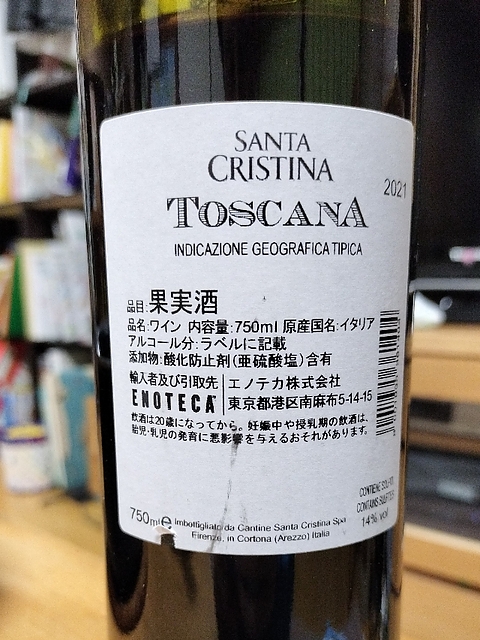 SANTA
CRISTINA
2021
TOSCANA
INDICAZIONE GEOGRAFICA TIPICA
品目:果実酒
品名:ワイン 内容量:750ml 原産国名:イタリア
アルコール分:ラベルに記載
添加物:酸化防止剤(亜硫酸塩)含有
輸入者及び引取先 エノテカ株式会社
ENOTECA 東京都港区南麻布5-14-15
飲酒は20歳になってから。妊娠中や授乳期の飲酒は、
胎児・乳児の発育に悪影響を与えるおそれがあります。
CONTIENE SOLFITI
CONTAINS SULFITES
14% vol
750ml e Imbottigliato da Cantine Santa Cristina Spa
Firenze, in Cortona (Arezzo) Italia